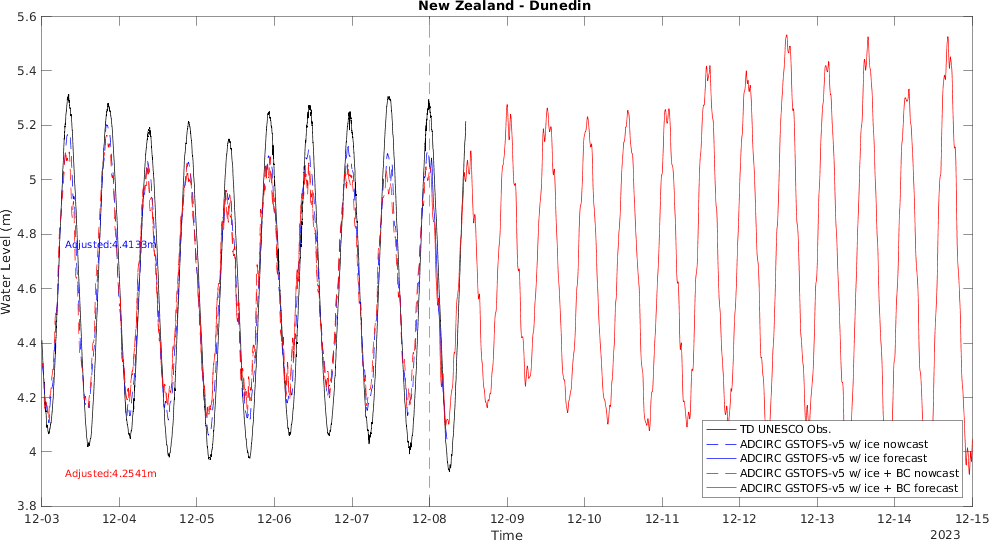 New Zealand - Dunedin
5.6
5.4
5.2
5
4.8
4.6
4.4
4.2
4
3.8
Water Level (m)
Adjusted:4.4133m
Adjusted:4.2541m
TD UNESCO Obs.
ADCIRC GSTOFS-v5 w/ ice nowcast
ADCIRC GSTOFS-v5 w/ ice forecast
ADCIRC GSTOFS-v5 w/ ice + BC nowcast
ADCIRC GSTOFS-v5 w/ ice + BC forecast
12-03 12-04 12-05 12-06 12-07 12-08 12-09 12-10 12-11 12-12 12-13 12-14 12-15
Time
2023